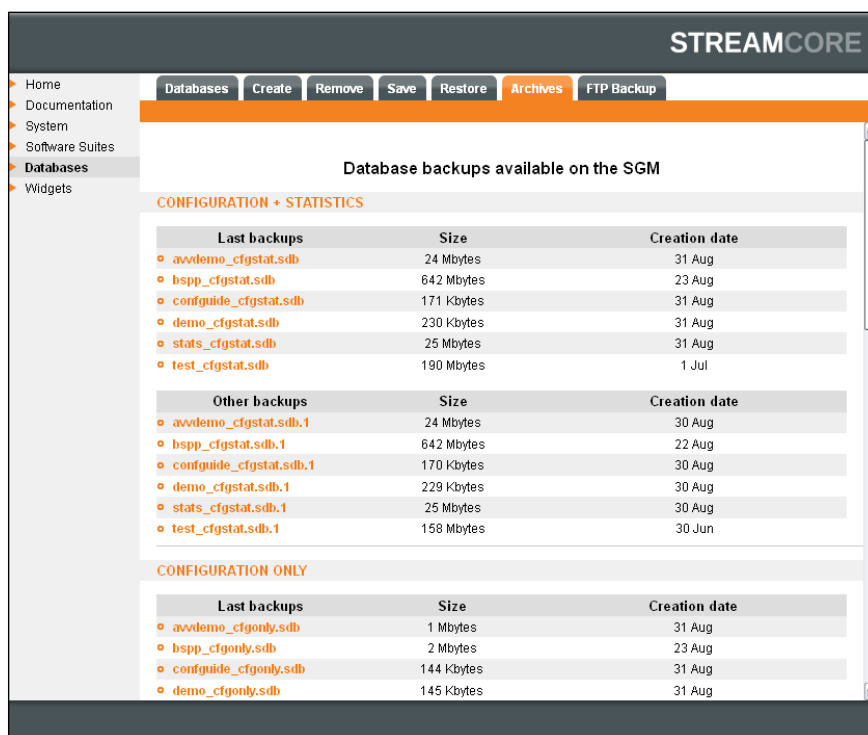 STREAMCORE
Home
Documentation
System
Software Suites
Databases
Widgets
Databases Create Remove Save Restore Archives FTP Backup
Database backups available on the SGM
CONFIGURATION + STATISTICS
Last backups Size Creation date
avvdemo_cfgstat.sdb 24 Mbytes 31 Aug
bspp_cfgstat.sdb 642 Mbytes 23 Aug
confguide_cfgstat.sdb 171 Kbytes 31 Aug
demo_cfgstat.sdb 230 Kbytes 31 Aug
stats_cfgstat.sdb 25 Mbytes 31 Aug
test_cfgstat.sdb 190 Mbytes 1 Jul
Other backups Size Creation date
avvdemo_cfgstat.sdb.1 24 Mbytes 30 Aug
bspp_cfgstat.sdb.1 642 Mbytes 22 Aug
confguide_cfgstat.sdb.1 170 Kbytes 30 Aug
demo_cfgstat.sdb.1 229 Kbytes 30 Aug
stats_cfgstat.sdb.1 25 Mbytes 30 Aug
test_cfgstat.sdb.1 158 Mbytes 30 Jun
CONFIGURATION ONLY
Last backups Size Creation date
avvdemo_cfgonly.sdb 1 Mbytes 31 Aug
bspp_cfgonly.sdb 2 Mbytes 23 Aug
confguide_cfgonly.sdb 144 Kbytes 31 Aug
demo_cfgonly.sdb 145 Kbytes 31 Aug